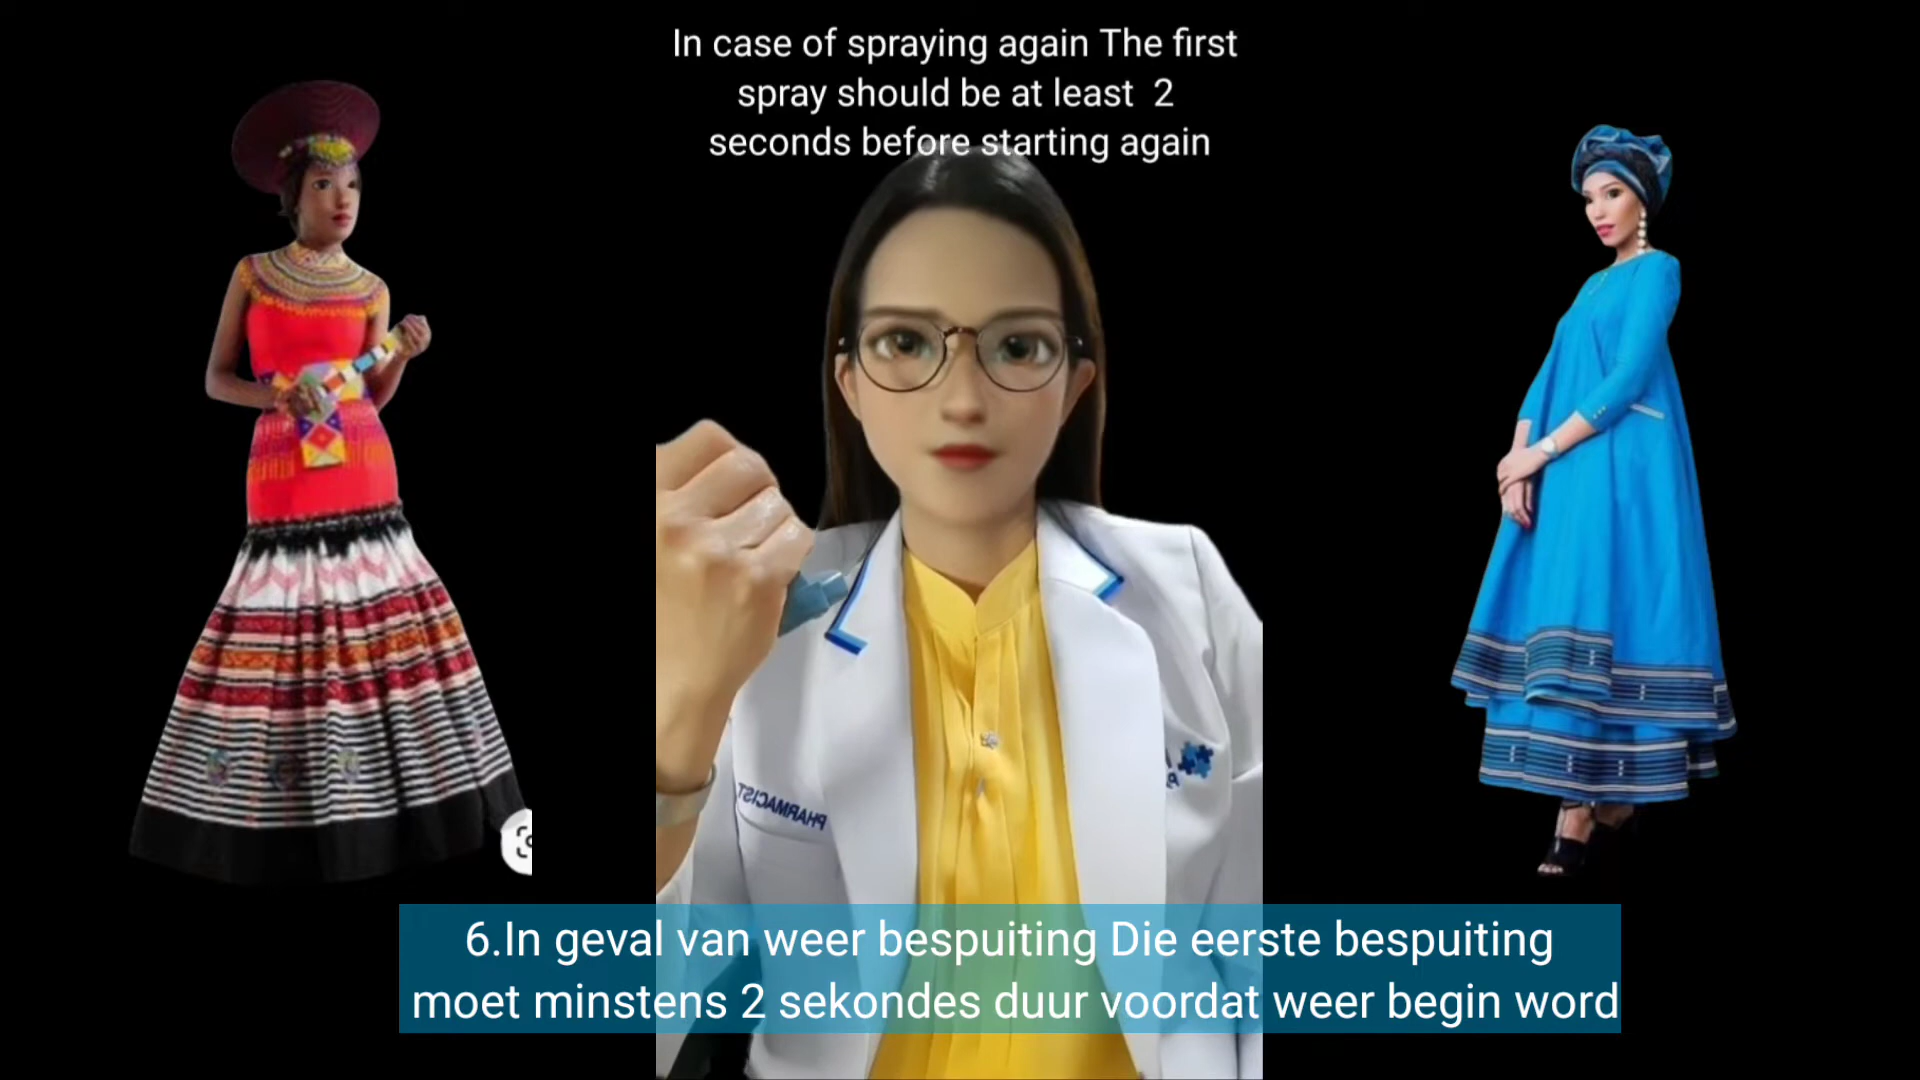 In case of spraying again The first
spray should be at least 2
seconds before starting again
PHARMACIST
6.In geval van weer bespuiting Die eerste bespuiting
moet minstens 2 sekondes duur voordat weer begin word